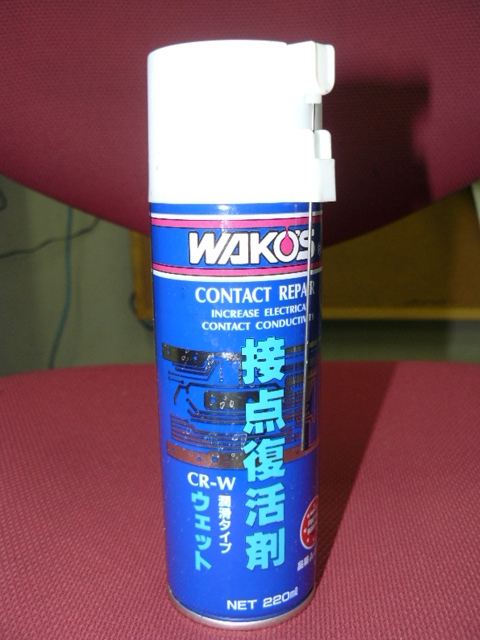 WAKO'S
CONTACT REPAIR
INCREASE ELECTRICAL
CONTACT CONDUCTIVITY
接点復活剤
CR-W
潤滑タイプ
ウェット
NET 220ml